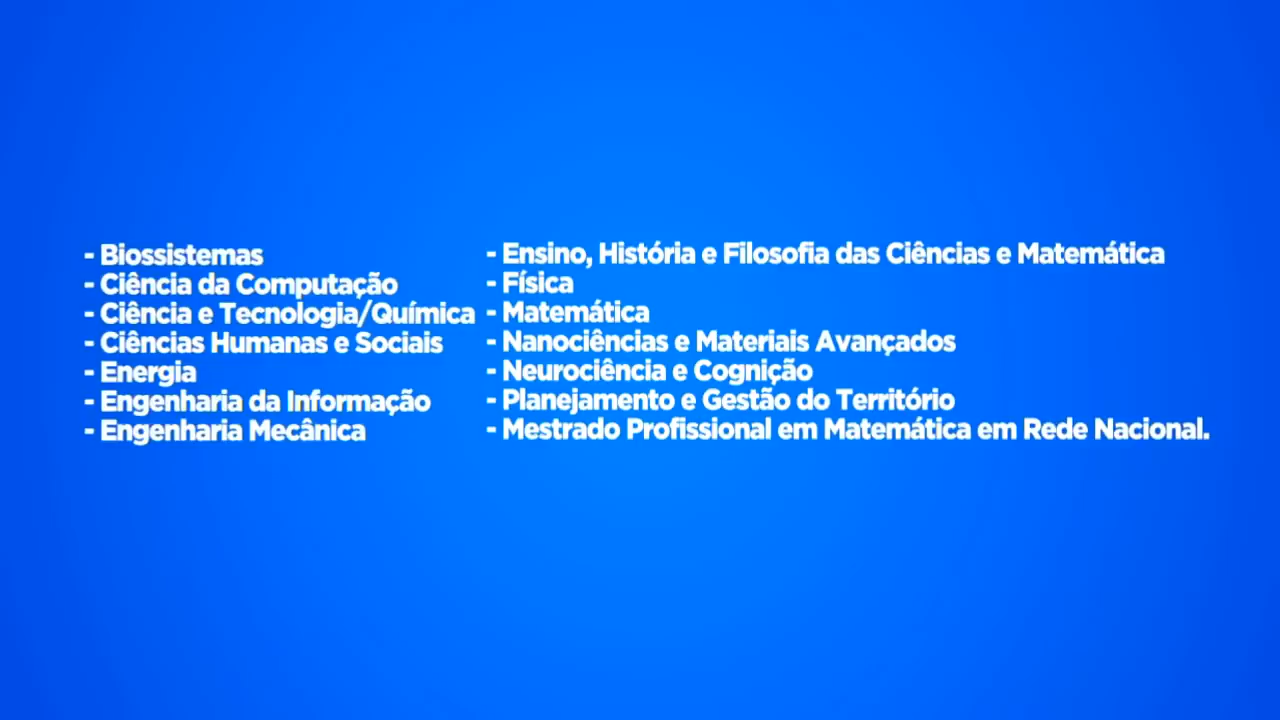 - Biossistemas
- Ciência da Computação
- Ciência e Tecnologia/Química
- Ciências Humanas e Sociais
- Energia
- Engenharia da Informação
- Engenharia Mecânica
- Ensino, História e Filosofia das Ciências e Matemática
- Física
- Matemática
- Nanociências e Materiais Avançados
- Neurociência e Cognição
- Planejamento e Gestão do Território
- Mestrado Profissional em Matemática em Rede Nacional.